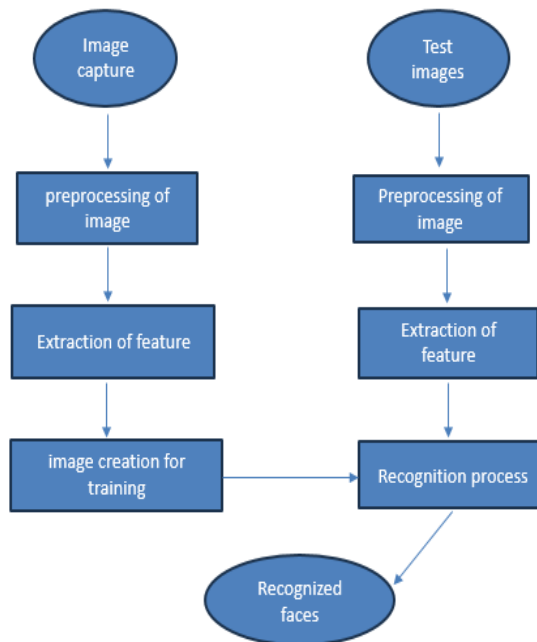 Image
capture
Test
images
preprocessing of
image
Preprocessing of
image
Extraction of feature
Extraction of
feature
image creation for
training
Recognition process
Recognized
faces